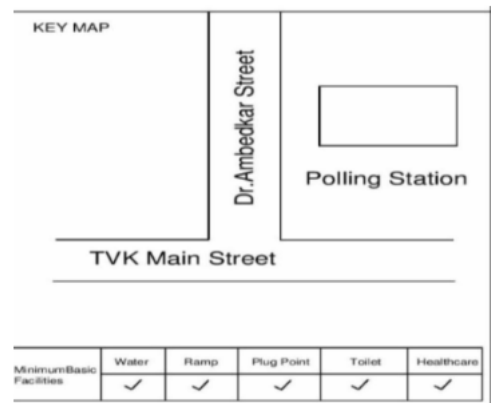 KEY MAP
Dr.Ambedkar Street
Polling Station
TVK Main Street
MinimumBasic Facilities
Water Ramp Plug Point Toilet Healthcare
✓ ✓ ✓ ✓ ✓